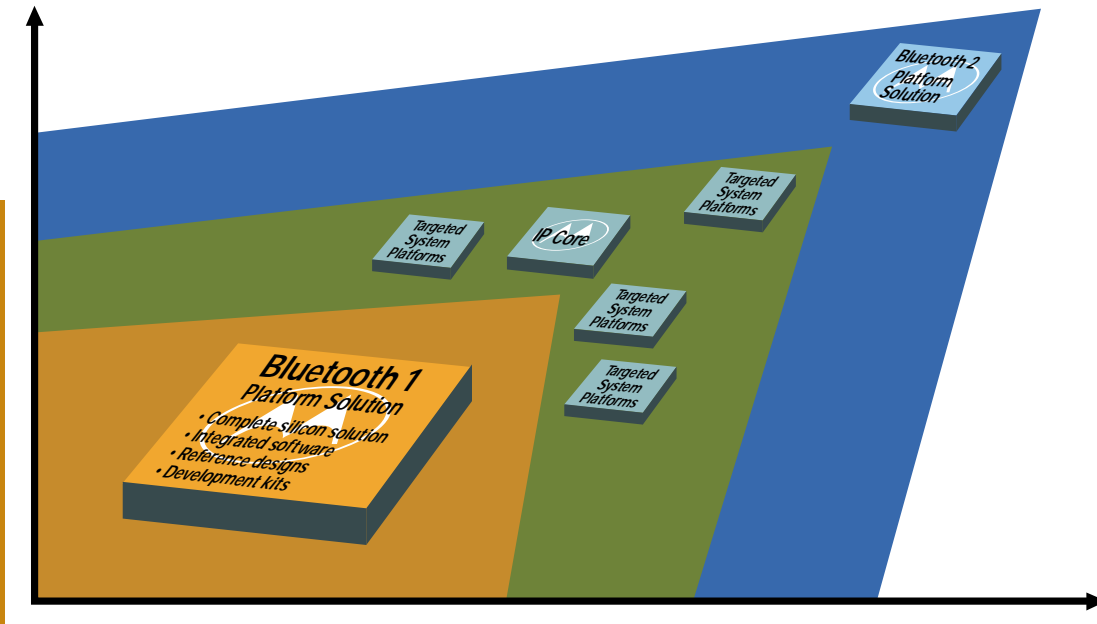 Bluetooth 2
Platform
Solution
Targeted
System
Platforms
Targeted
System
Platforms
IP Core
Targeted
System
Platforms
Targeted
System
Platforms
Bluetooth 1
Platform Solution
• Complete silicon solution
• Integrated software
• Reference designs
• Development kits